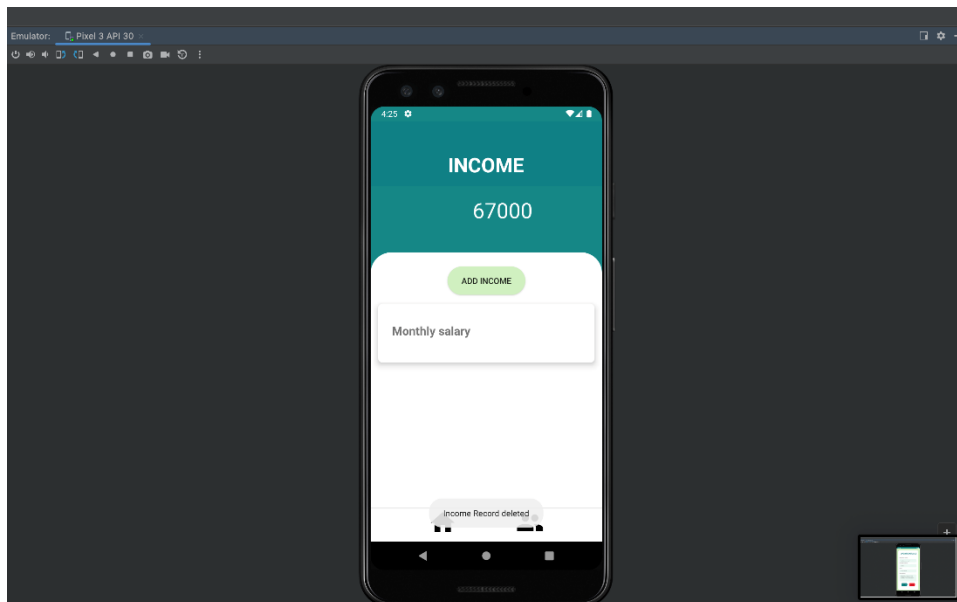 Emulator: Pixel 3 API 30
4:25
INCOME
67000
ADD INCOME
Monthly salary
Income Record deleted